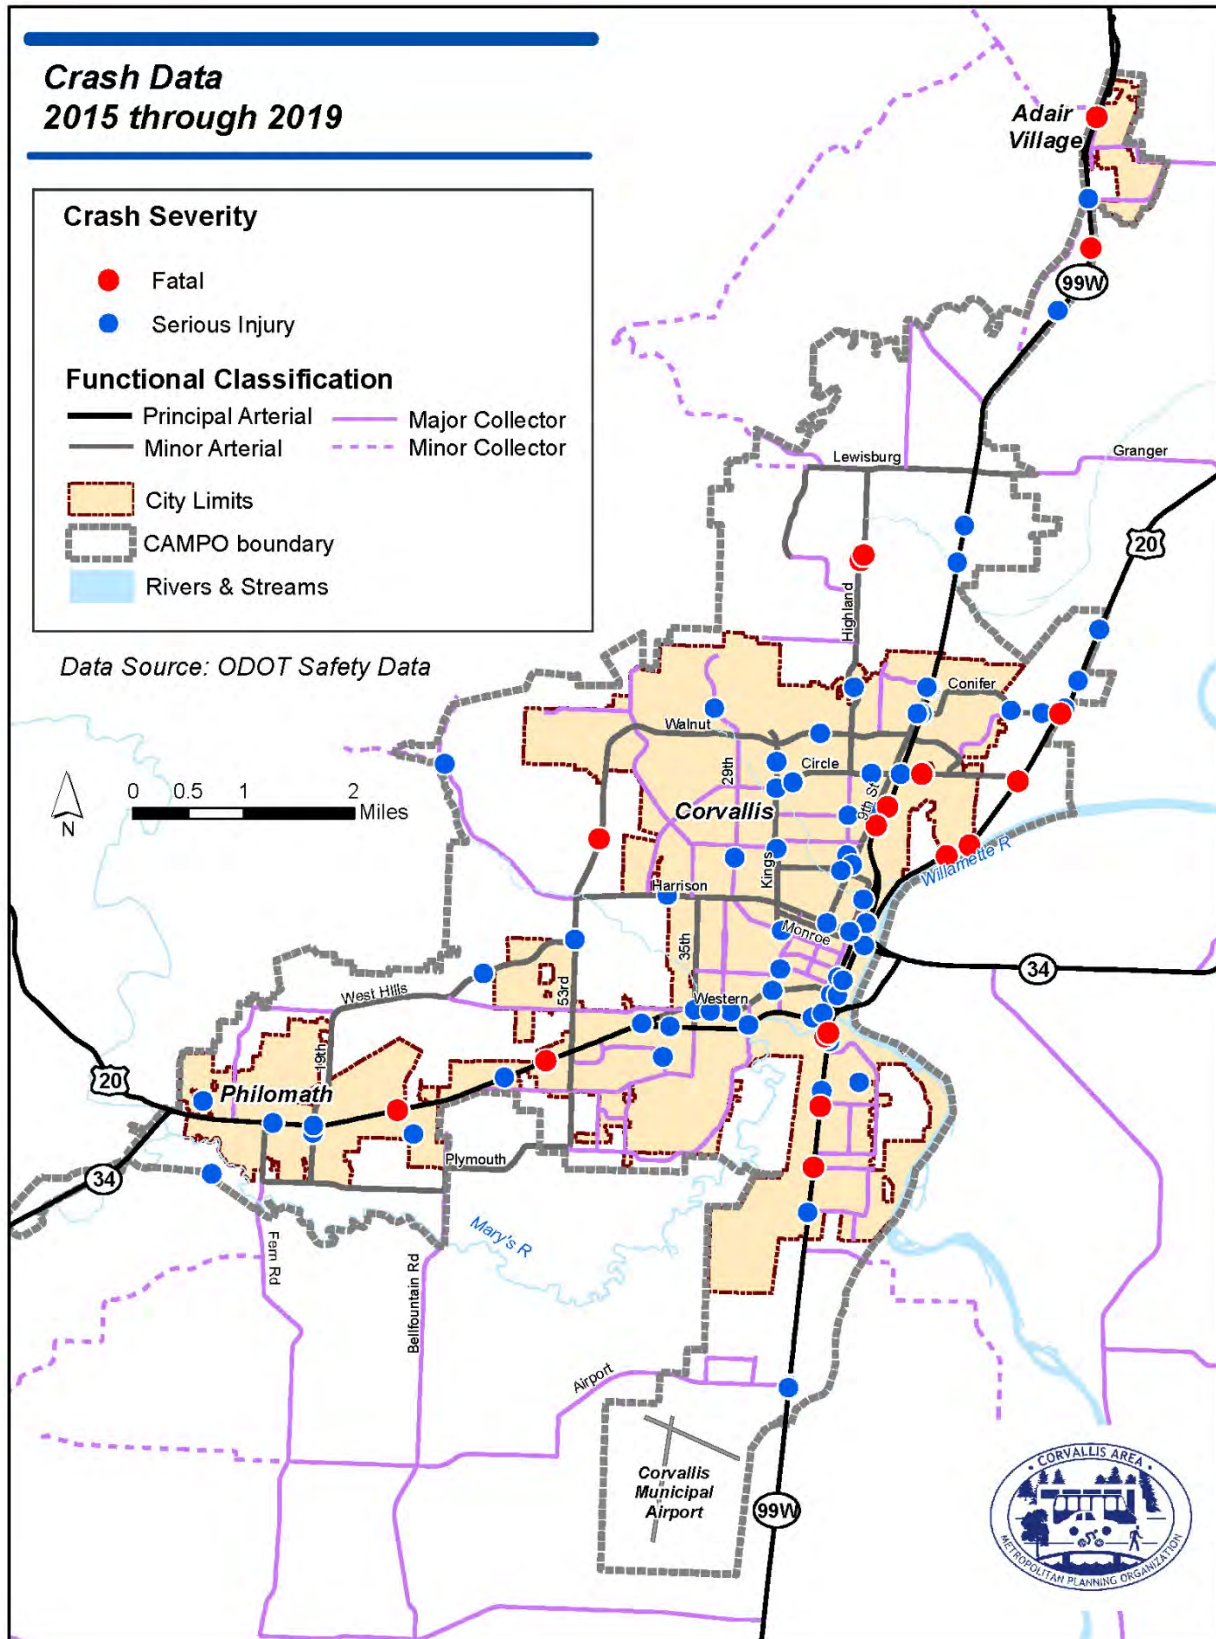 Crash Data
2015 through 2019
Crash Severity
Fatal
Serious Injury
Functional Classification
Principal Arterial
Major Collector
Minor Arterial
Minor Collector
City Limits
CAMPO boundary
Rivers & Streams
Data Source: ODOT Safety Data
N
0 0.5 1 2
Miles
Adair
Village
99W
Lewisburg
Granger
20
Highland
Conifer
Walnut
Circle
29th
9th St
Corvallis
Kings
Willamette R
Harrison
Monroe
35th
34
53rd
West Hills
Western
19th
20
Philomath
Plymouth
34
Mary's R
Fern Rd
Bellfountain Rd
Airport
Corvallis
Municipal
Airport
99W
CORVALLIS AREA
METROPOLITAN PLANNING ORGANIZATION